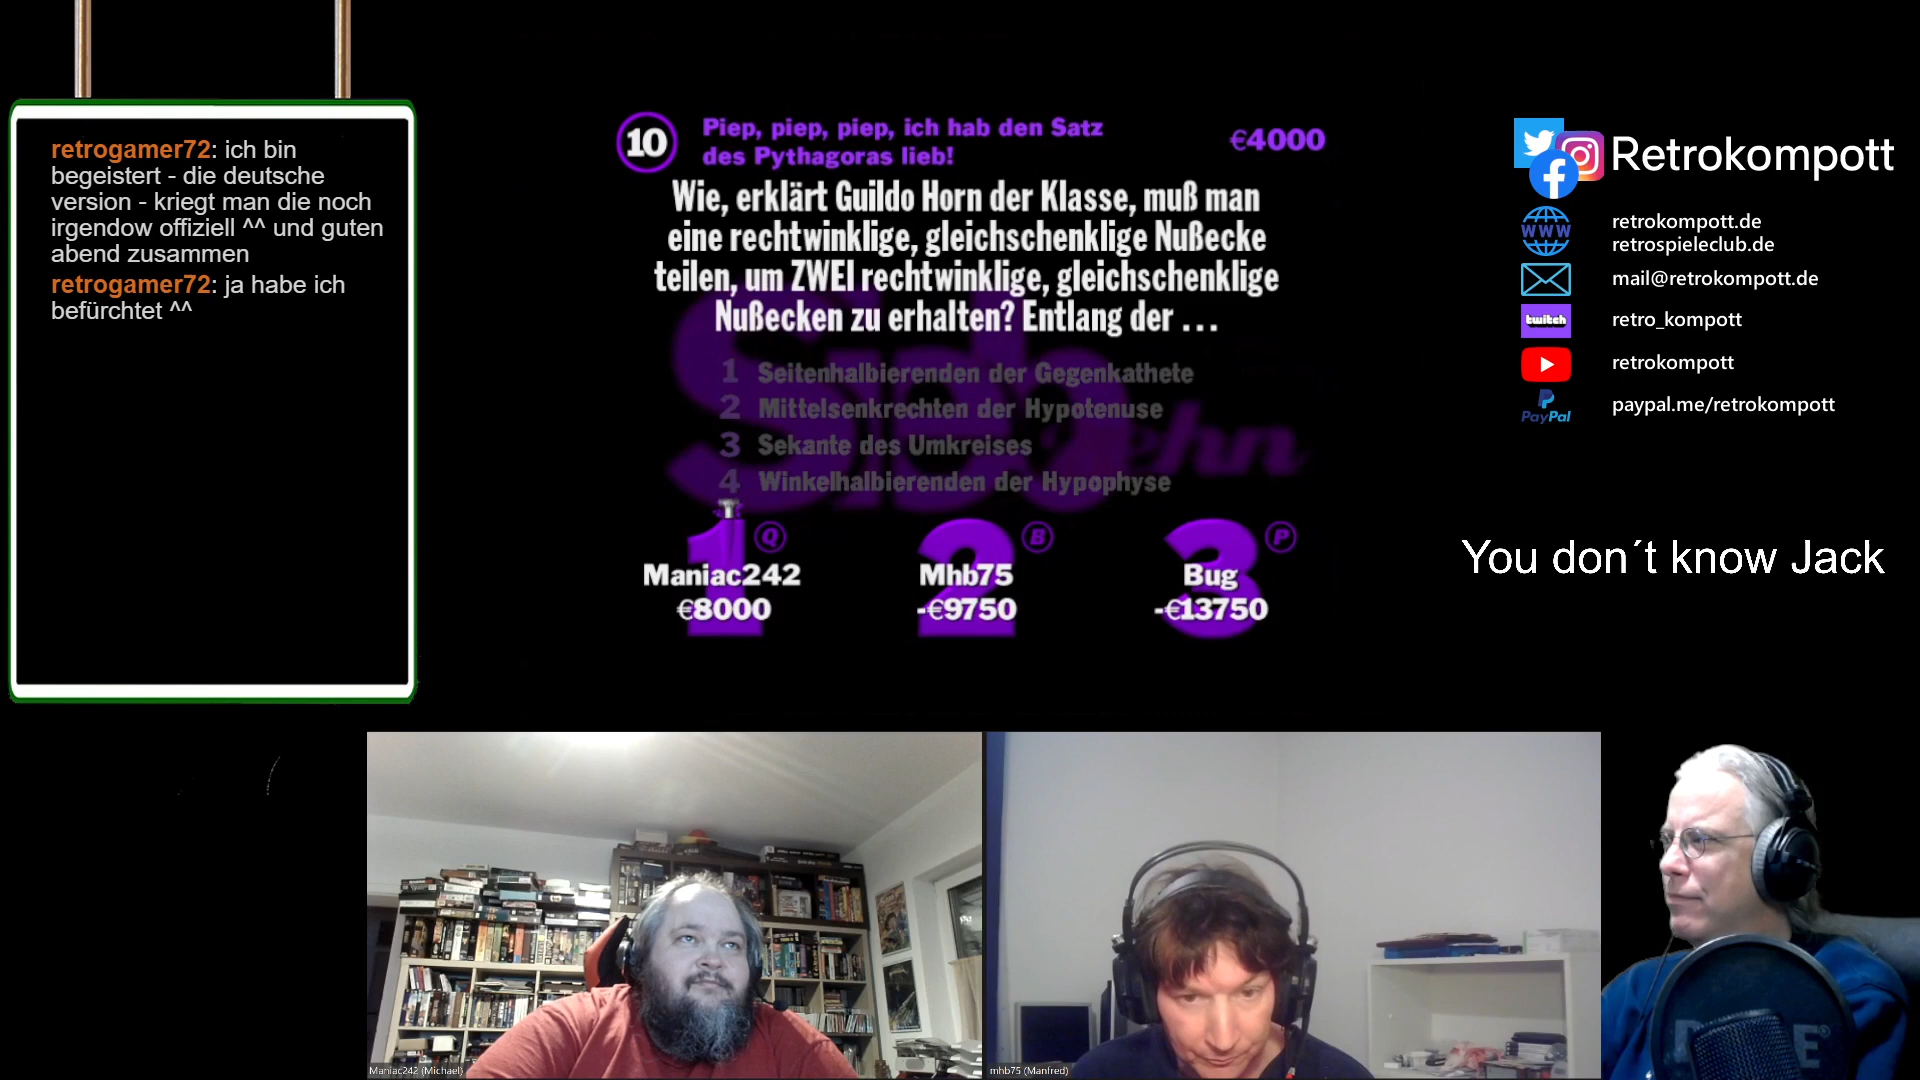 retrogamer72: ich bin
begeistert - die deutsche
version - kriegt man die noch
irgendow offiziell ^^ und guten
abend zusammen
retrogamer72: ja habe ich
befürchtet ^^
10
Piep, piep, piep, ich hab den Satz
des Pythagoras lieb!
€4000
Wie, erklärt Guildo Horn der Klasse, muß man
eine rechtwinklige, gleichschenklige Nußecke
teilen, um ZWEI rechtwinklige, gleichschenklige
Nußecken zu erhalten? Entlang der ...
1 Seitenhalbierenden der Gegenkathete
2 Mittelsenkrechten der Hypotenuse
3 Sekante des Umkreises
4 Winkelhalbierenden der Hypophyse
1 Q
Maniac242
€8000
2 B
Mhb75
-€9750
3 P
Bug
-€13750
Retrokompott
WWW
retrokompott.de
retrospieleclub.de
mail@retrokompott.de
twitch
retro_kompott
retrokompott
PayPal
paypal.me/retrokompott
You don´t know Jack
Maniac242 (Michael)
mhb75 (Manfred)